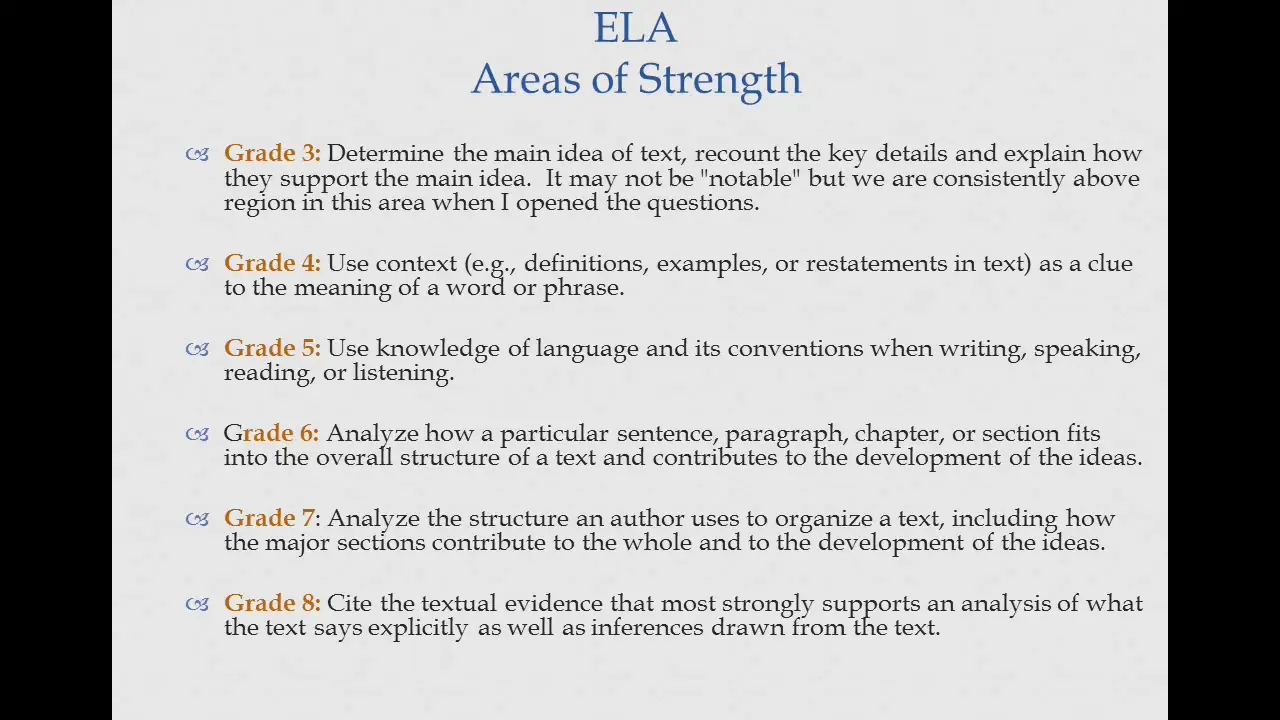 ELA
Areas of Strength
Grade 3: Determine the main idea of text, recount the key details and explain how
they support the main idea. It may not be "notable" but we are consistently above
region in this area when I opened the questions.
Grade 4: Use context (e.g., definitions, examples, or restatements in text) as a clue
to the meaning of a word or phrase.
Grade 5: Use knowledge of language and its conventions when writing, speaking,
reading, or listening.
Grade 6: Analyze how a particular sentence, paragraph, chapter, or section fits
into the overall structure of a text and contributes to the development of the ideas.
Grade 7: Analyze the structure an author uses to organize a text, including how
the major sections contribute to the whole and to the development of the ideas.
Grade 8: Cite the textual evidence that most strongly supports an analysis of what
the text says explicitly as well as inferences drawn from the text.